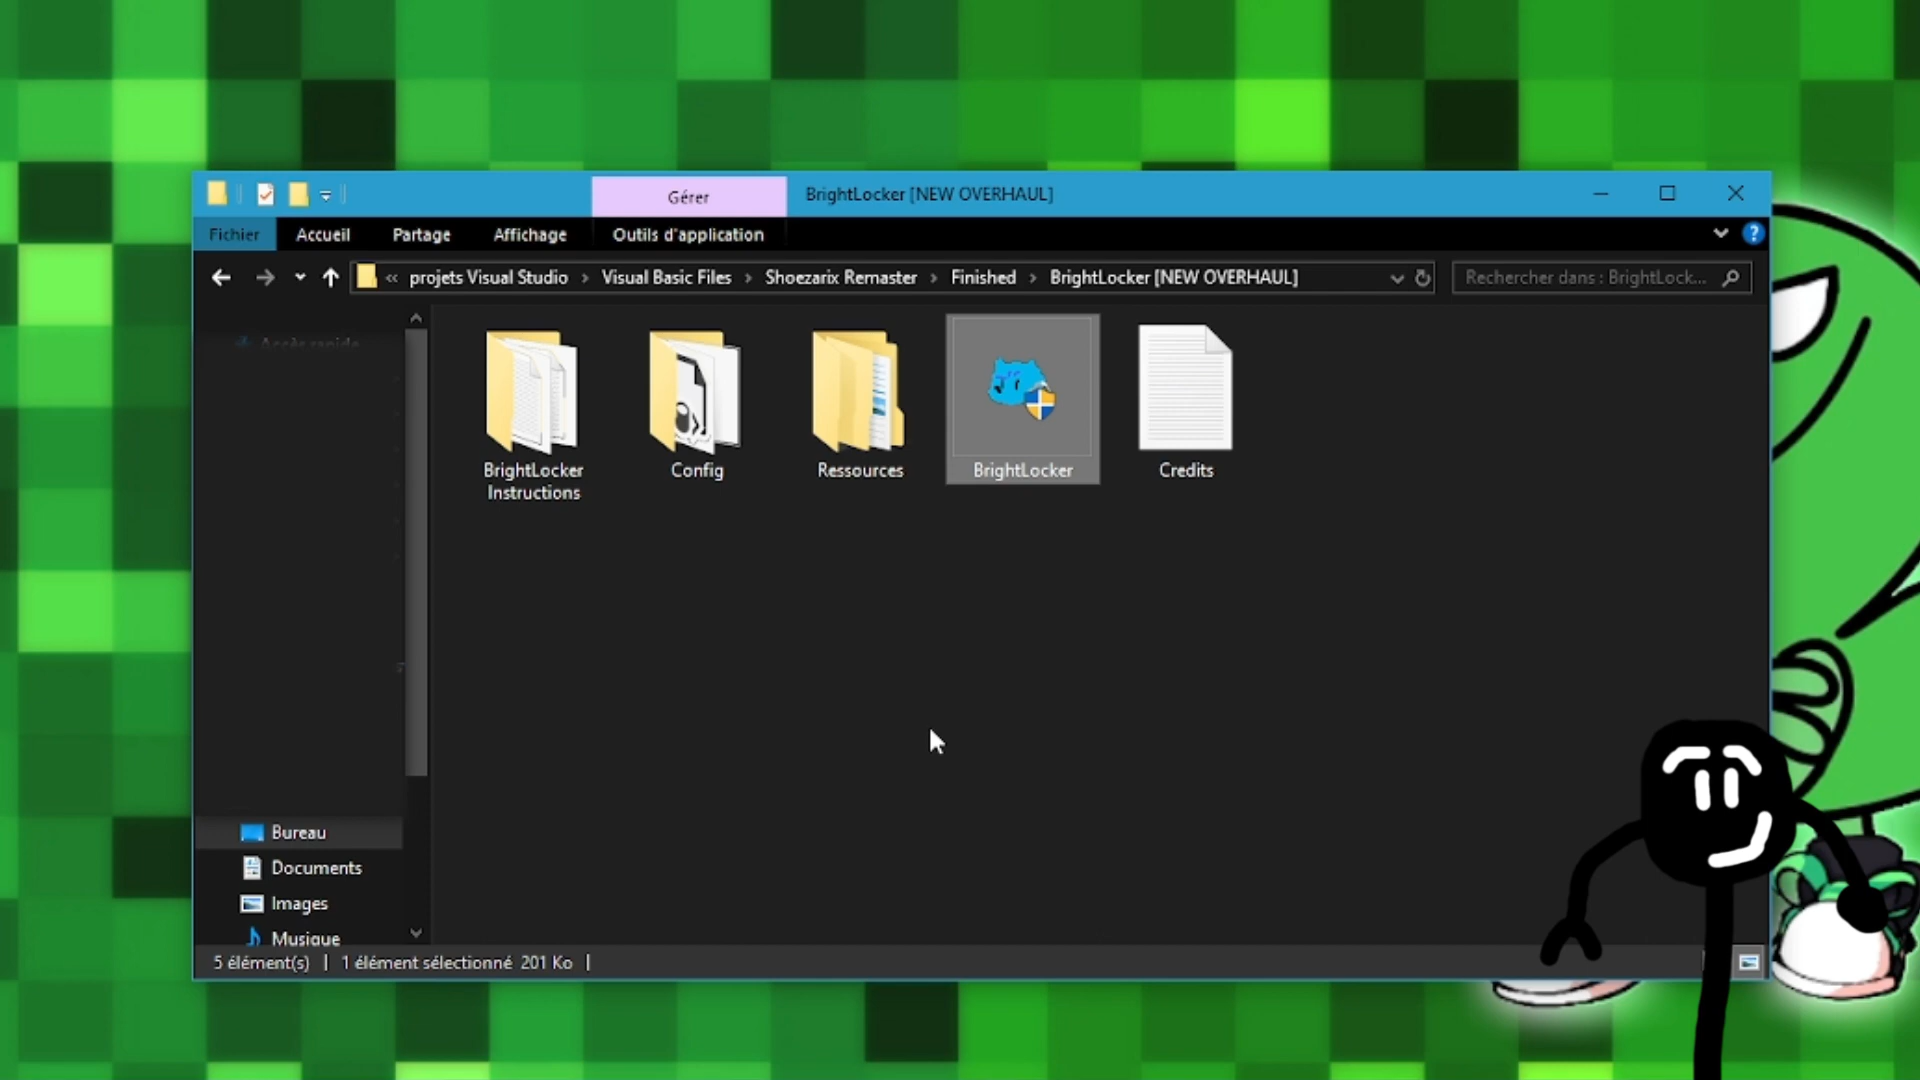 Gérer
BrightLocker [NEW OVERHAUL]
Fichier
Accueil
Partage
Affichage
Outils d'application
?
« projets Visual Studio › Visual Basic Files › Shoezarix Remaster › Finished › BrightLocker [NEW OVERHAUL]
Rechercher dans : BrightLock...
Accès rapide
BrightLocker
Instructions
Config
Ressources
BrightLocker
Credits
Bureau
Documents
Images
Musique
5 élément(s) | 1 élément sélectionné 201 Ko |